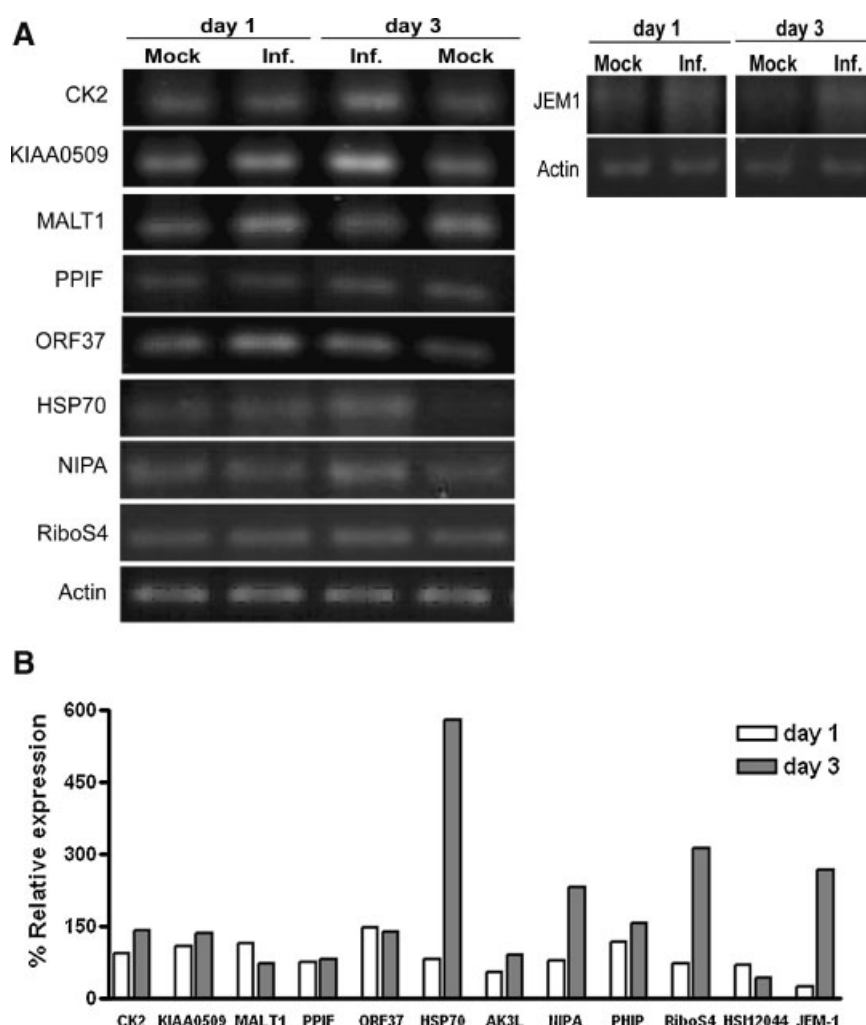 A
day 1 day 3
Mock Inf. Inf. Mock
CK2
KIAA0509
MALT1
PPIF
ORF37
HSP70
NIPA
RiboS4
Actin
day 1 day 3
Mock Inf. Mock Inf.
JEM1
Actin
B
% Relative expression
600
450
300
150
0
day 1
day 3
CK2 KIAA0509 MALT1 PPIF ORF37 HSP70 AK3L NIPA PHIP RiboS4 HSI12044 JEM-1